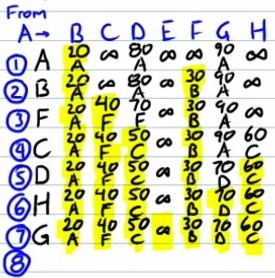 From
A→ B C D E F G H
① A 20 ∞ 80 ∞ ∞ 90 ∞
A A A
② B 20 ∞ 80 ∞ 30 90 ∞
A A B A
③ F 20 40 70 ∞ 30 90 ∞
A F F B A
④ C 20 40 50 ∞ 30 90 60
A F C B A C
⑤ D 20 40 50 ∞ 30 70 60
A F C B D C
⑥ H 20 40 50 ∞ 30 70 60
A F C B D C
⑦ G 20 40 50 ∞ 30 70 60
A F C B D C
⑧